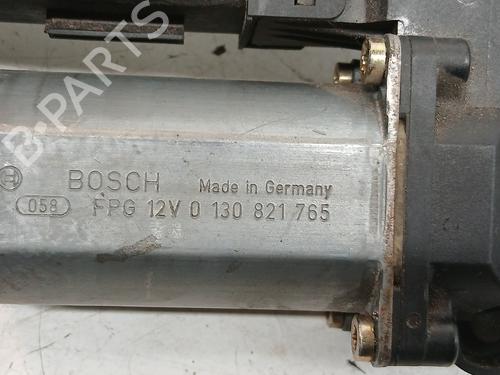 B-PARTS
BOSCH Made in Germany
058 FPG 12V 0 130 821 765